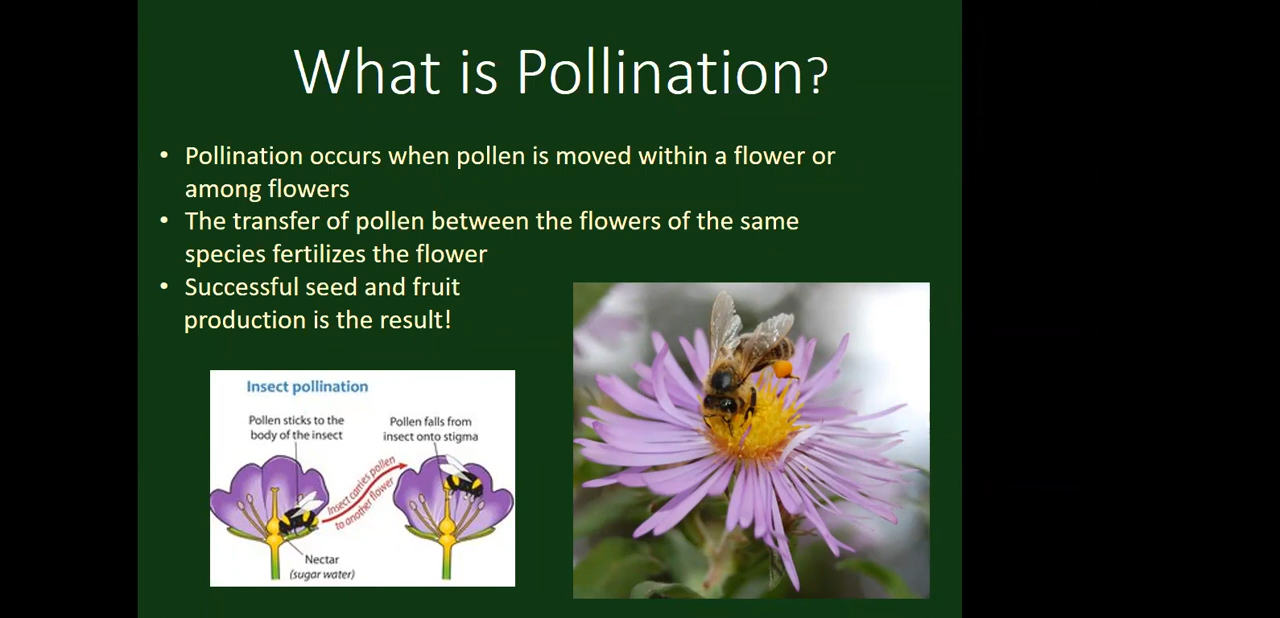 What is Pollination?
• Pollination occurs when pollen is moved within a flower or
among flowers
• The transfer of pollen between the flowers of the same
species fertilizes the flower
• Successful seed and fruit
production is the result!
Insect pollination
Pollen sticks to the
body of the insect
Pollen falls from
insect onto stigma
Insect carries pollen
to another flower
Nectar
(sugar water)